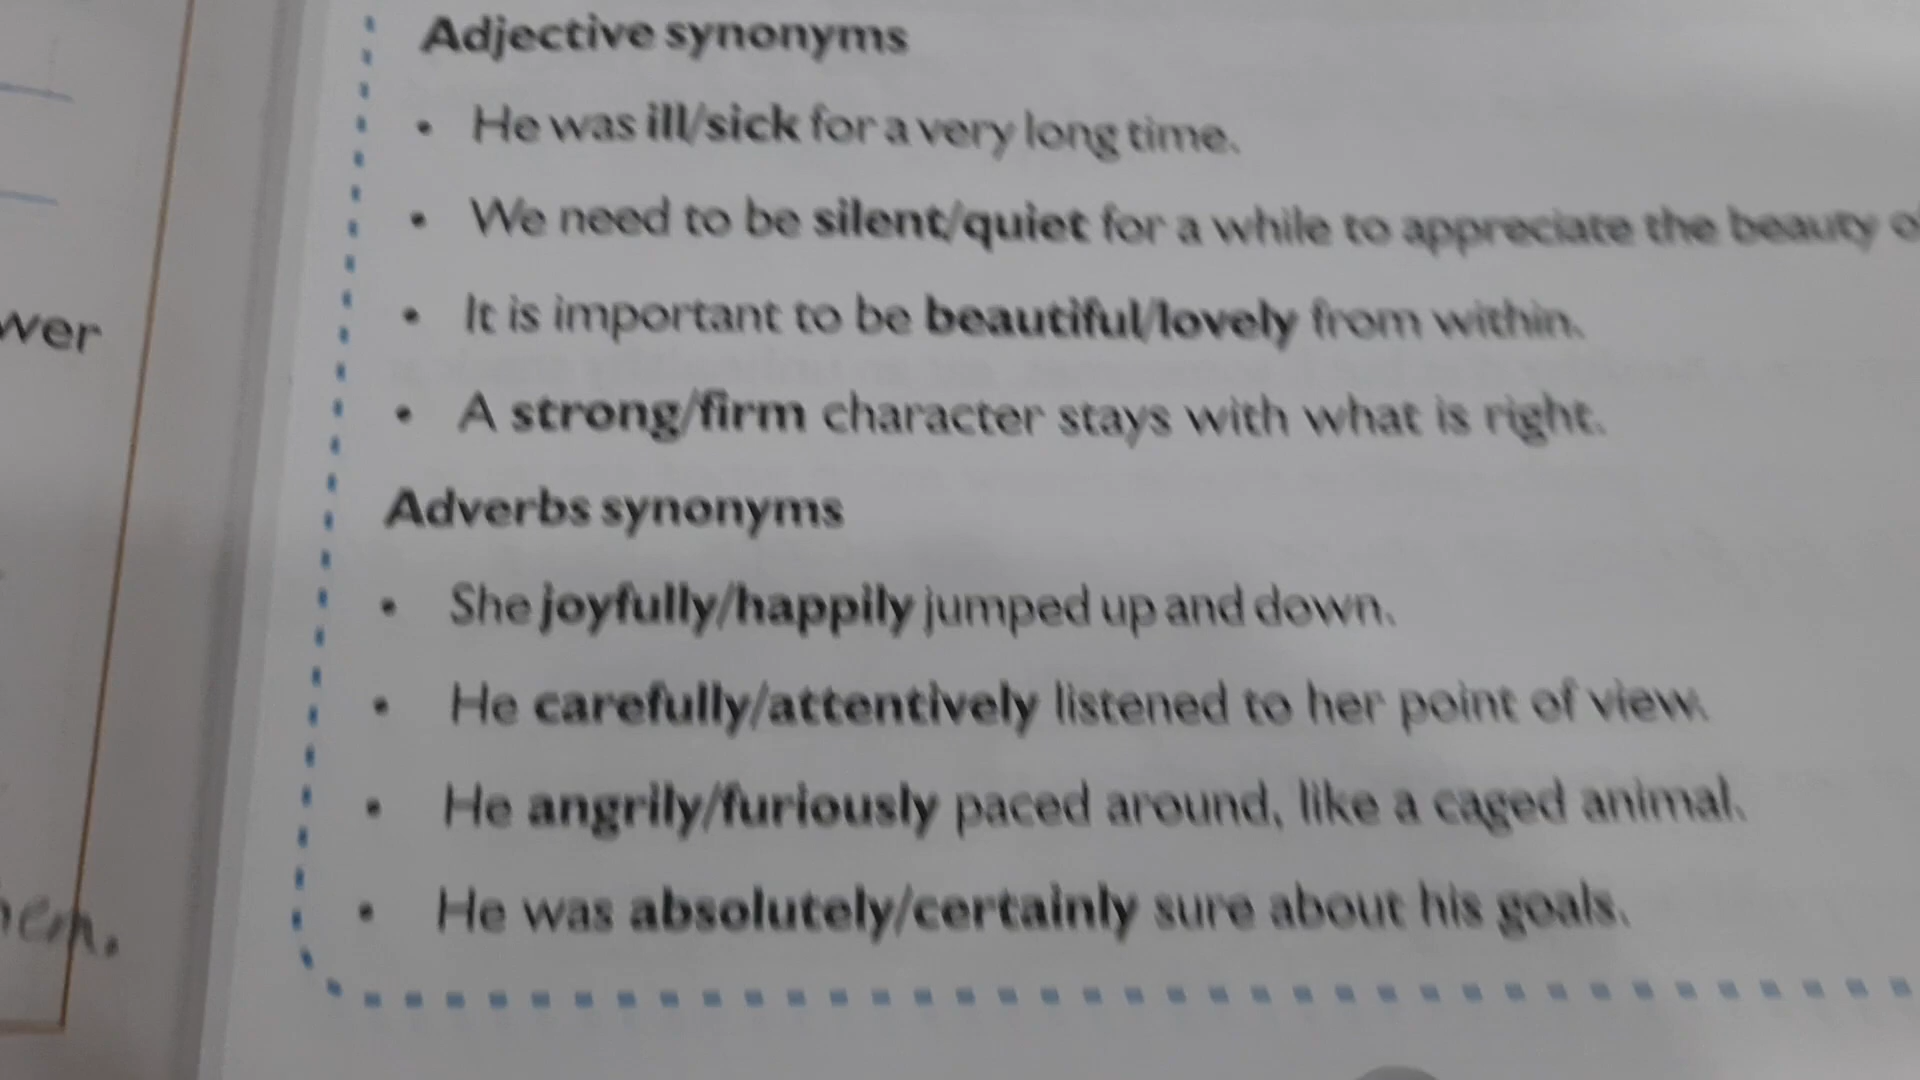 Adjective synonyms
• He was ill/sick for a very long time.
• We need to be silent/quiet for a while to appreciate the beauty
• It is important to be beautiful/lovely from within.
• A strong/firm character stays with what is right.
Adverbs synonyms
• She joyfully/happily jumped up and down.
• He carefully/attentively listened to her point of view.
• He angrily/furiously paced around, like a caged animal.
• He was absolutely/certainly sure about his goals.